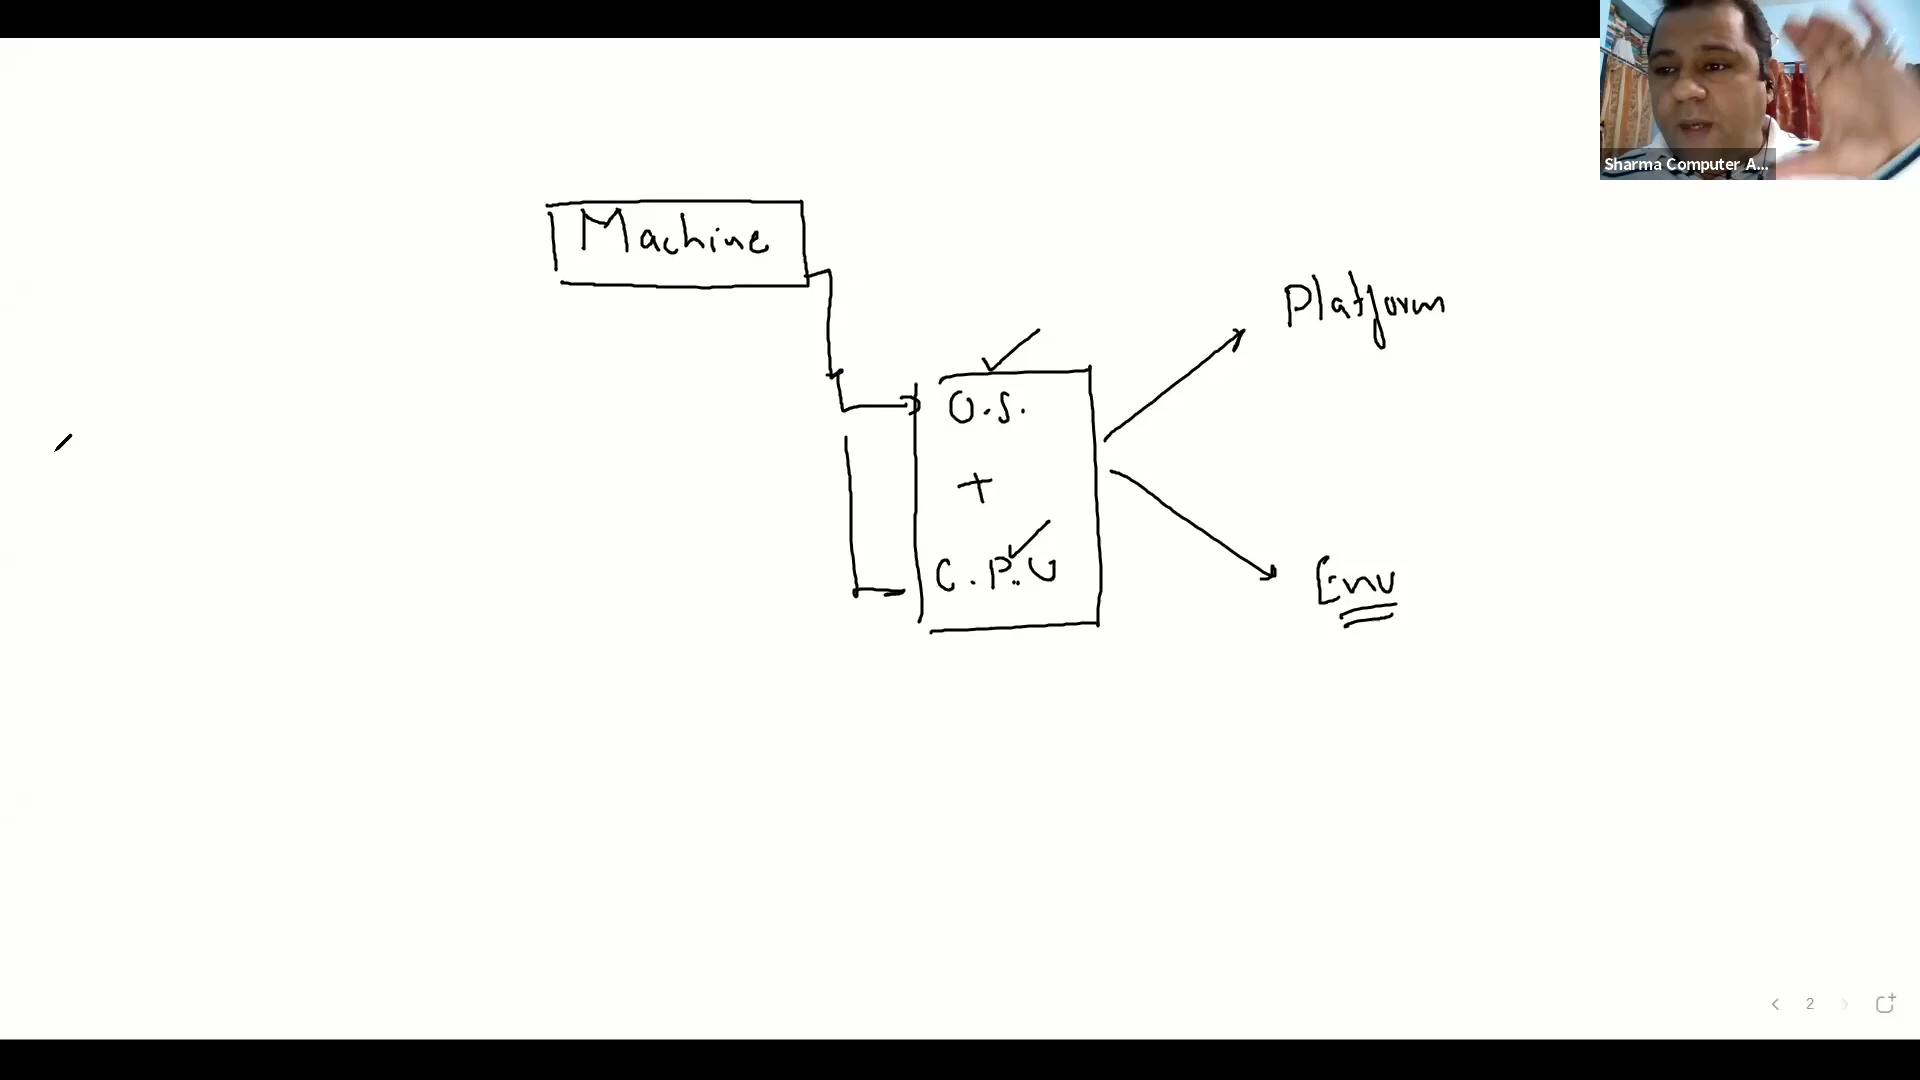 Sharma Computer A...
Machine
Platform
O.S.
+
C.P.U
Env
2